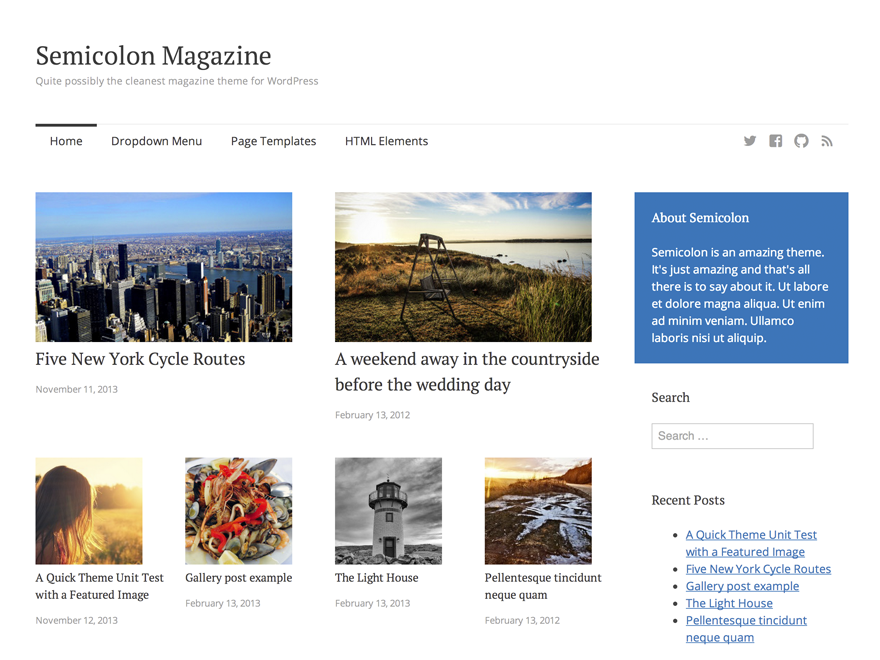 Semicolon Magazine
Quite possibly the cleanest magazine theme for WordPress
Home
Dropdown Menu
Page Templates
HTML Elements
Five New York Cycle Routes
November 11, 2013
A weekend away in the countryside
before the wedding day
February 13, 2012
A Quick Theme Unit Test
with a Featured Image
November 12, 2013
Gallery post example
February 13, 2013
The Light House
February 13, 2013
Pellentesque tincidunt
neque quam
February 13, 2012
About Semicolon
Semicolon is an amazing theme.
It's just amazing and that's all
there is to say about it. Ut labore
et dolore magna aliqua. Ut enim
ad minim veniam. Ullamco
laboris nisi ut aliquip.
Search
Search …
Recent Posts
A Quick Theme Unit Test
with a Featured Image
Five New York Cycle Routes
Gallery post example
The Light House
Pellentesque tincidunt
neque quam